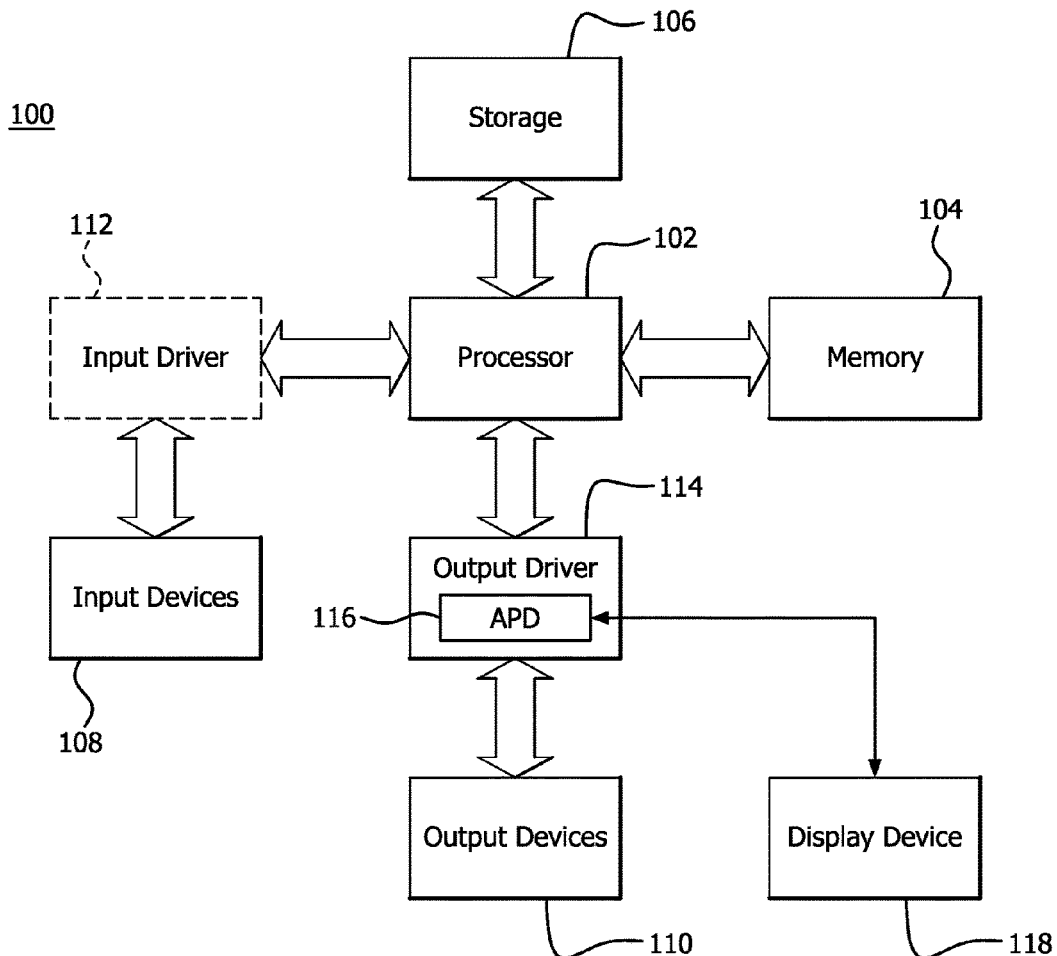 106
Storage
100
112
102
104
Input Driver
Processor
Memory
114
Output Driver
116
APD
Input Devices
108
Output Devices
Display Device
110
118